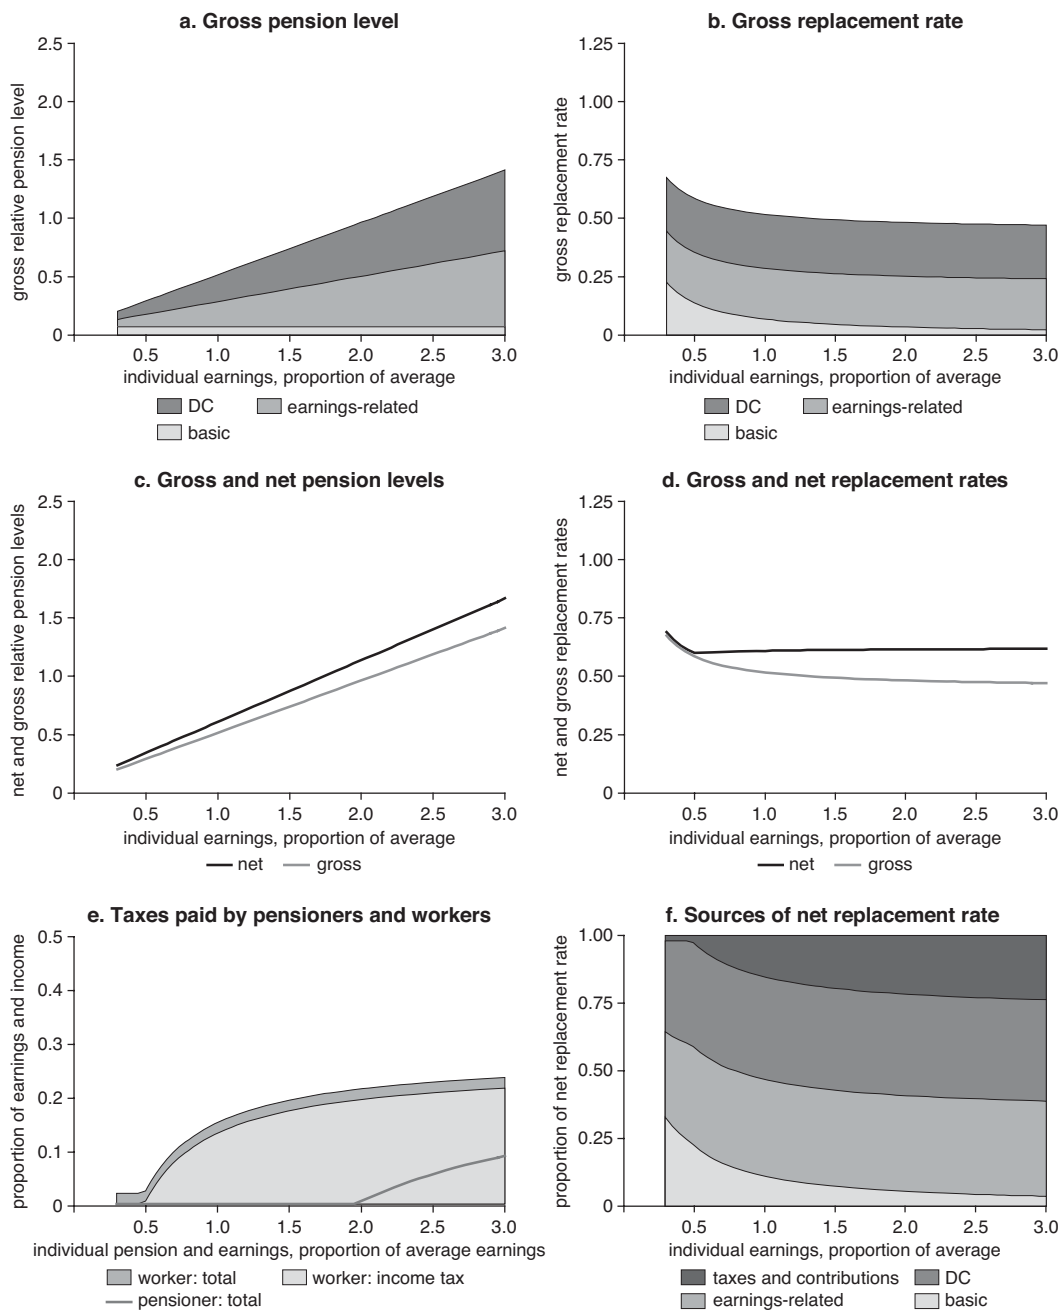 a. Gross pension level
gross relative pension level
2.5
2.0
1.5
1.0
0.5
0
0.5 1.0 1.5 2.0 2.5 3.0
individual earnings, proportion of average
DC earnings-related
basic
b. Gross replacement rate
gross replacement rate
1.25
1.00
0.75
0.50
0.25
0
0.5 1.0 1.5 2.0 2.5 3.0
individual earnings, proportion of average
DC earnings-related
basic
c. Gross and net pension levels
net and gross relative pension levels
2.5
2.0
1.5
1.0
0.5
0
0.5 1.0 1.5 2.0 2.5 3.0
individual earnings, proportion of average
net gross
d. Gross and net replacement rates
net and gross replacement rates
1.25
1.00
0.75
0.50
0.25
0
0.5 1.0 1.5 2.0 2.5 3.0
individual earnings, proportion of average
net gross
e. Taxes paid by pensioners and workers
proportion of earnings and income
0.5
0.4
0.3
0.2
0.1
0
0.5 1.0 1.5 2.0 2.5 3.0
individual pension and earnings, proportion of average earnings
worker: total worker: income tax
pensioner: total
f. Sources of net replacement rate
proportion of net replacement rate
1.00
0.75
0.50
0.25
0
0.5 1.0 1.5 2.0 2.5 3.0
individual earnings, proportion of average
taxes and contributions DC
earnings-related basic